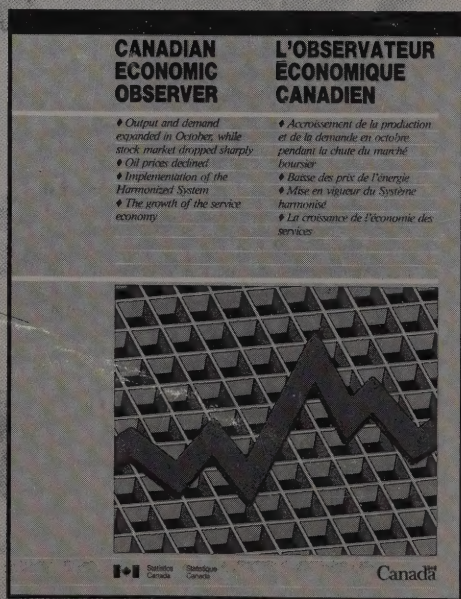 CANADIAN
ECONOMIC
OBSERVER
♦ Output and demand
expanded in October, while
stock market dropped sharply
♦ Oil prices declined
♦ Implementation of the
Harmonized System
♦ The growth of the service
economy
L'OBSERVATEUR
ÉCONOMIQUE
CANADIEN
♦ Accroissement de la production
et de la demande en octobre
pendant la chute du marché
boursier
♦ Baisse des prix de l'énergie
♦ Mise en vigueur du Système
harmonisé
♦ La croissance de l'économie des
services
Statistics
Canada
Statistique
Canada
Canada